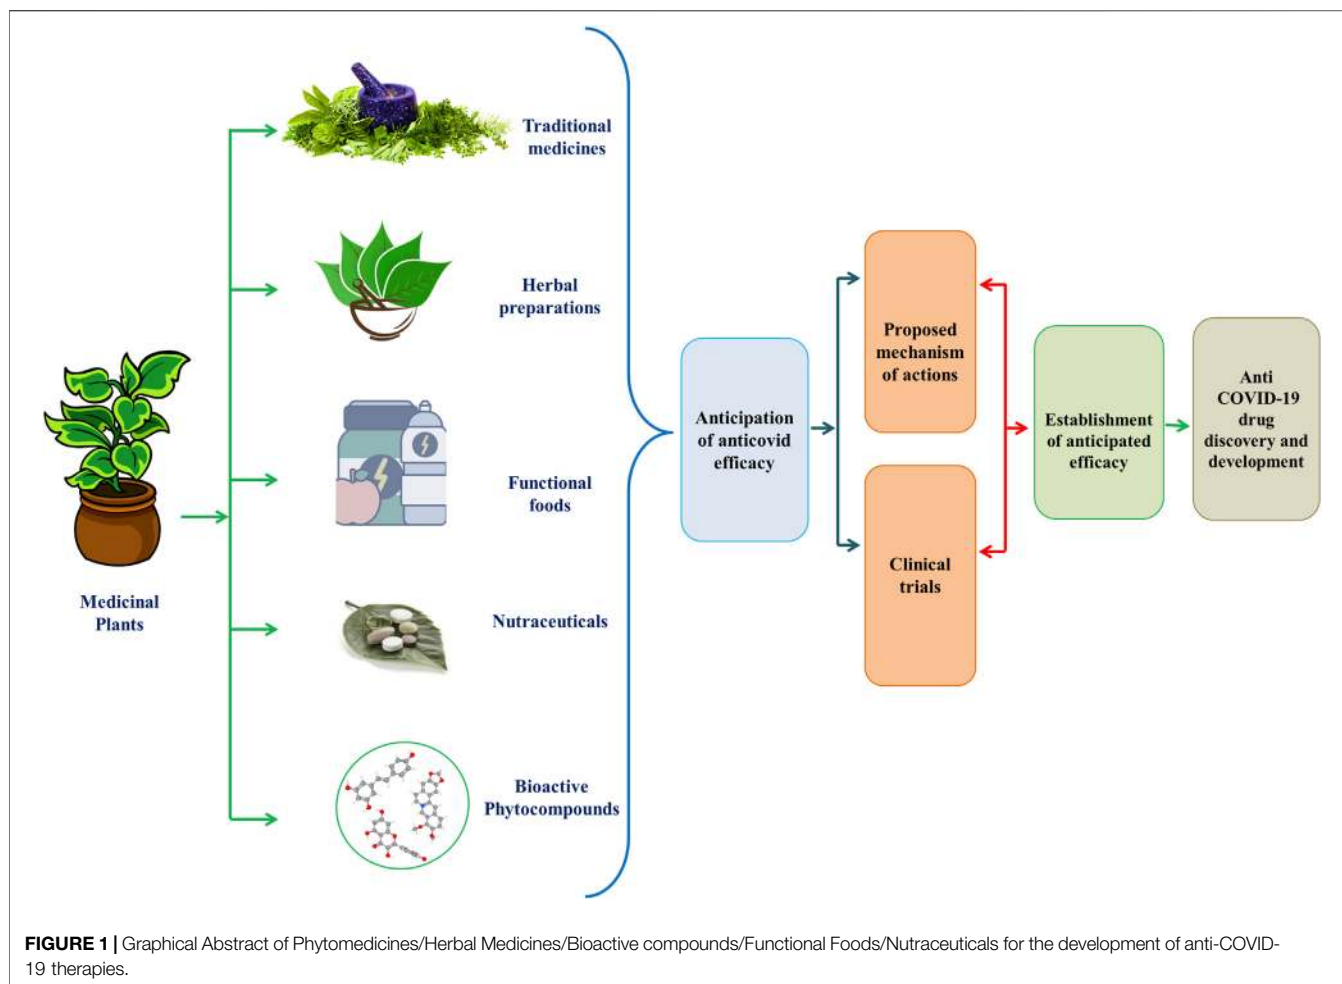 Traditional
medicines
Herbal
preparations
Functional
foods
Nutraceuticals
Bioactive
Phytocompounds
Medicinal
Plants
Anticipation
of anticovid
efficacy
Proposed
mechanism
of actions
Clinical
trials
Establishment
of anticipated
efficacy
Anti
COVID-19
drug
discovery and
development
FIGURE 1 | Graphical Abstract of Phytomedicines/Herbal Medicines/Bioactive compounds/Functional Foods/Nutraceuticals for the development of anti-COVID-
19 therapies.